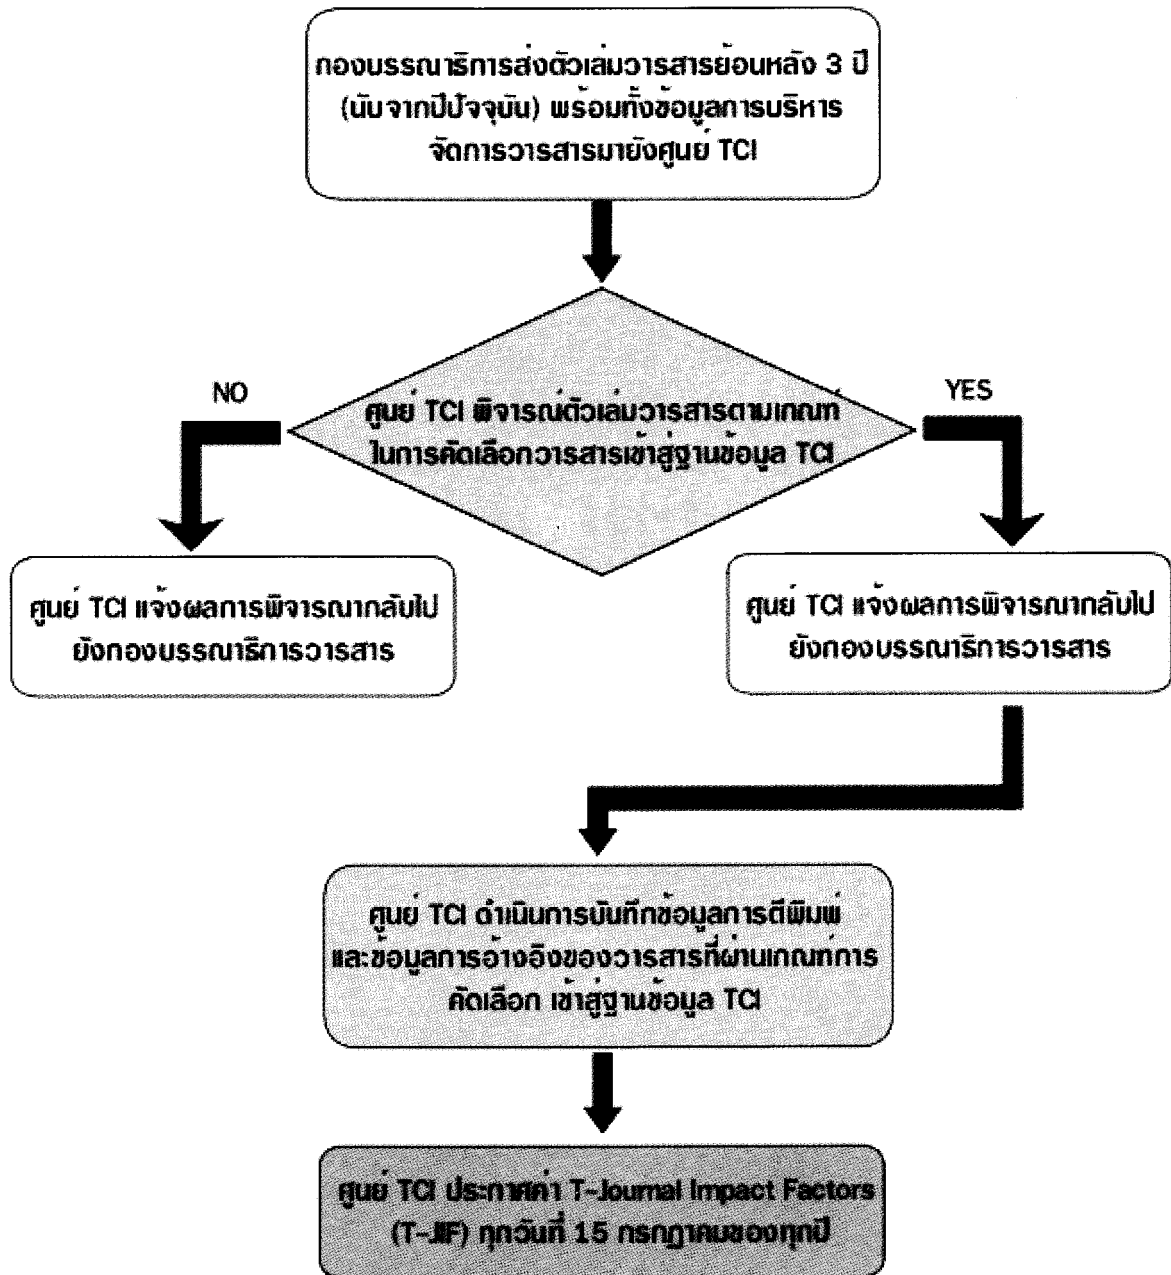 กองบรรณาธิการส่งตัวเล่มวารสารย้อนหลัง 3 ปี
(นับจากปีปัจจุบัน) พร้อมทั้งข้อมูลการบริหาร
จัดการวารสารมายังศูนย์ TCI
NO
YES
ศูนย์ TCI พิจารณ์ตัวเล่มวารสารตามเกณฑ์
ในการคัดเลือกวารสารเข้าสู่ฐานข้อมูล TCI
ศูนย์ TCI แจ้งผลการพิจารณากลับไป
ยังกองบรรณาธิการวารสาร
ศูนย์ TCI แจ้งผลการพิจารณากลับไป
ยังกองบรรณาธิการวารสาร
ศูนย์ TCI ดำเนินการบันทึกข้อมูลการตีพิมพ์
และข้อมูลการอ้างอิงของวารสารที่ผ่านเกณฑ์การ
คัดเลือก เข้าสู่ฐานข้อมูล TCI
ศูนย์ TCI ประกาศค่า T-Journal Impact Factors
(T-JIF) ทุกวันที่ 15 กรกฎาคมของทุกปี